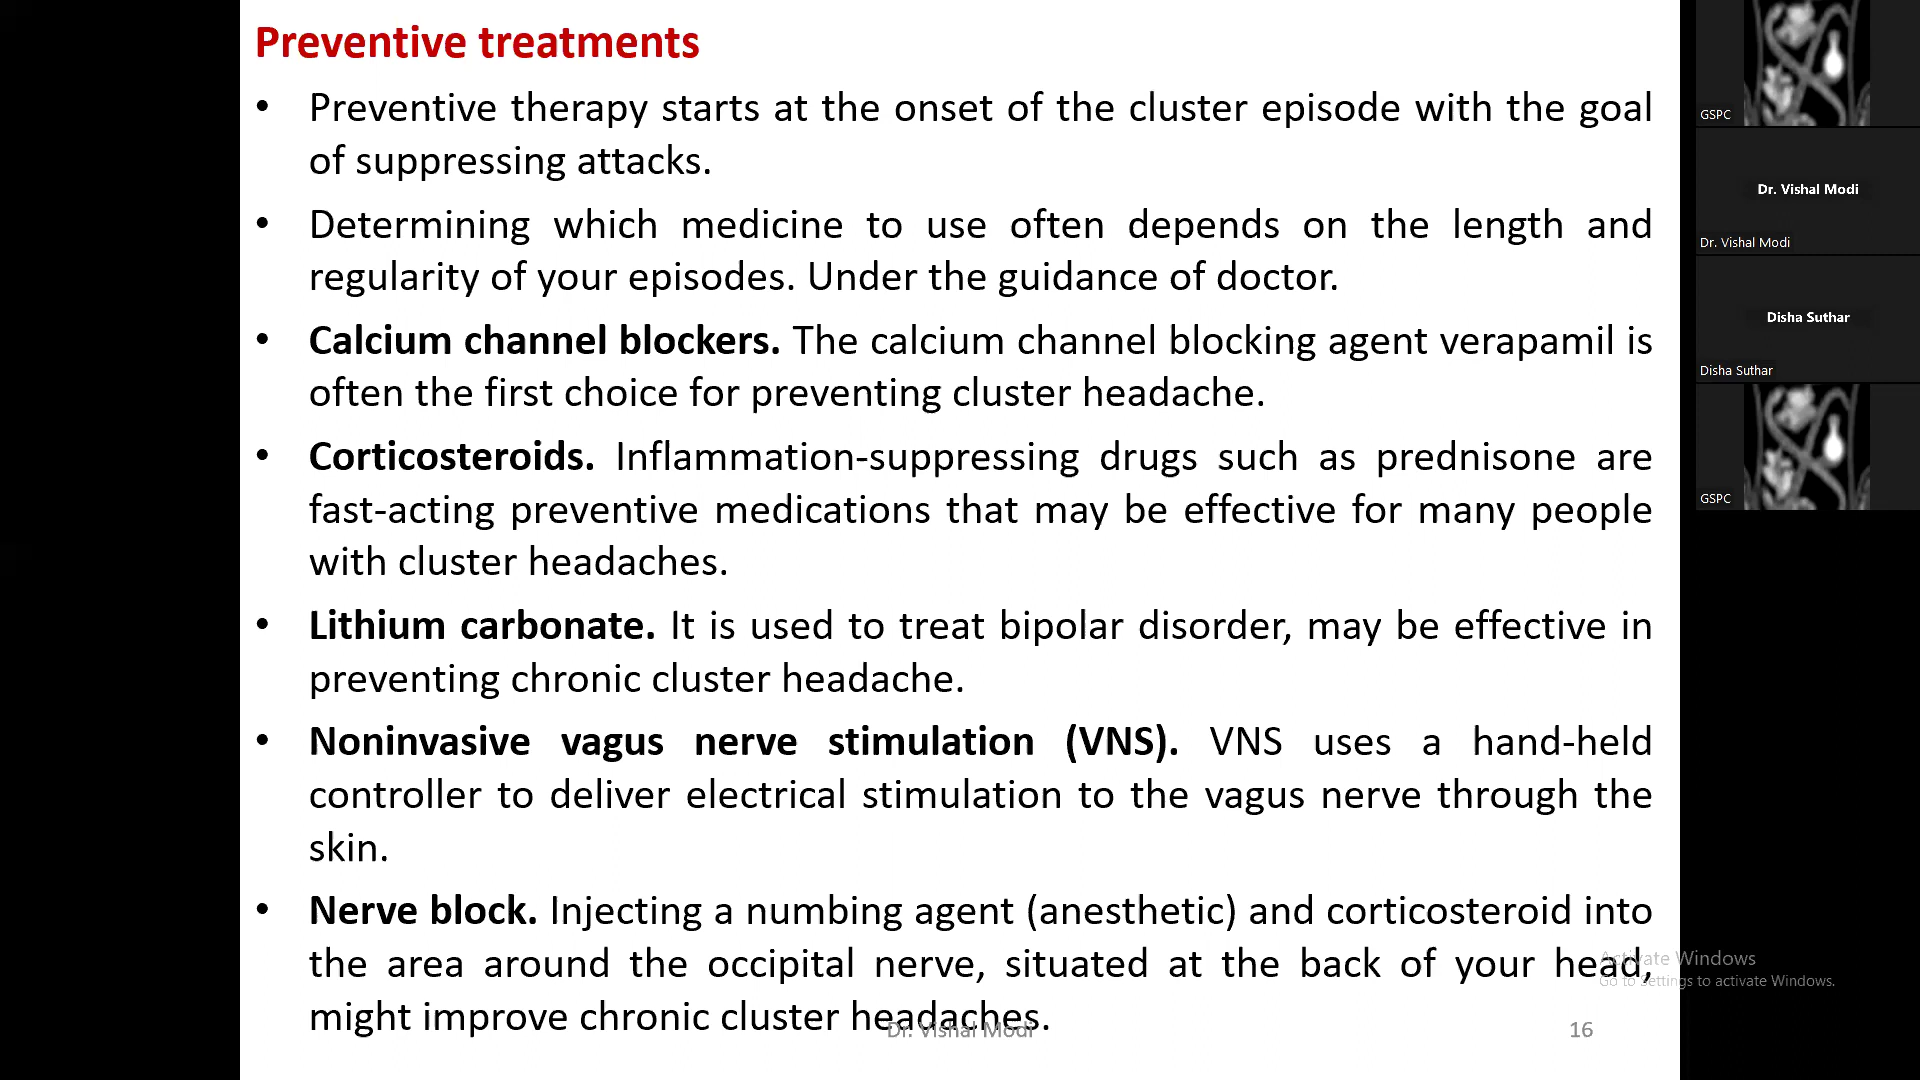 Preventive treatments
• Preventive therapy starts at the onset of the cluster episode with the goal
of suppressing attacks.
• Determining which medicine to use often depends on the length and
regularity of your episodes. Under the guidance of doctor.
• Calcium channel blockers. The calcium channel blocking agent verapamil is
often the first choice for preventing cluster headache.
• Corticosteroids. Inflammation-suppressing drugs such as prednisone are
fast-acting preventive medications that may be effective for many people
with cluster headaches.
• Lithium carbonate. It is used to treat bipolar disorder, may be effective in
preventing chronic cluster headache.
• Noninvasive vagus nerve stimulation (VNS). VNS uses a hand-held
controller to deliver electrical stimulation to the vagus nerve through the
skin.
• Nerve block. Injecting a numbing agent (anesthetic) and corticosteroid into
the area around the occipital nerve, situated at the back of your head,
might improve chronic cluster headaches.
Dr. Vishal Modi
16
GSPC
Dr. Vishal Modi
Dr. Vishal Modi
Disha Suthar
Disha Suthar
GSPC
Activate Windows
Go to Settings to activate Windows.